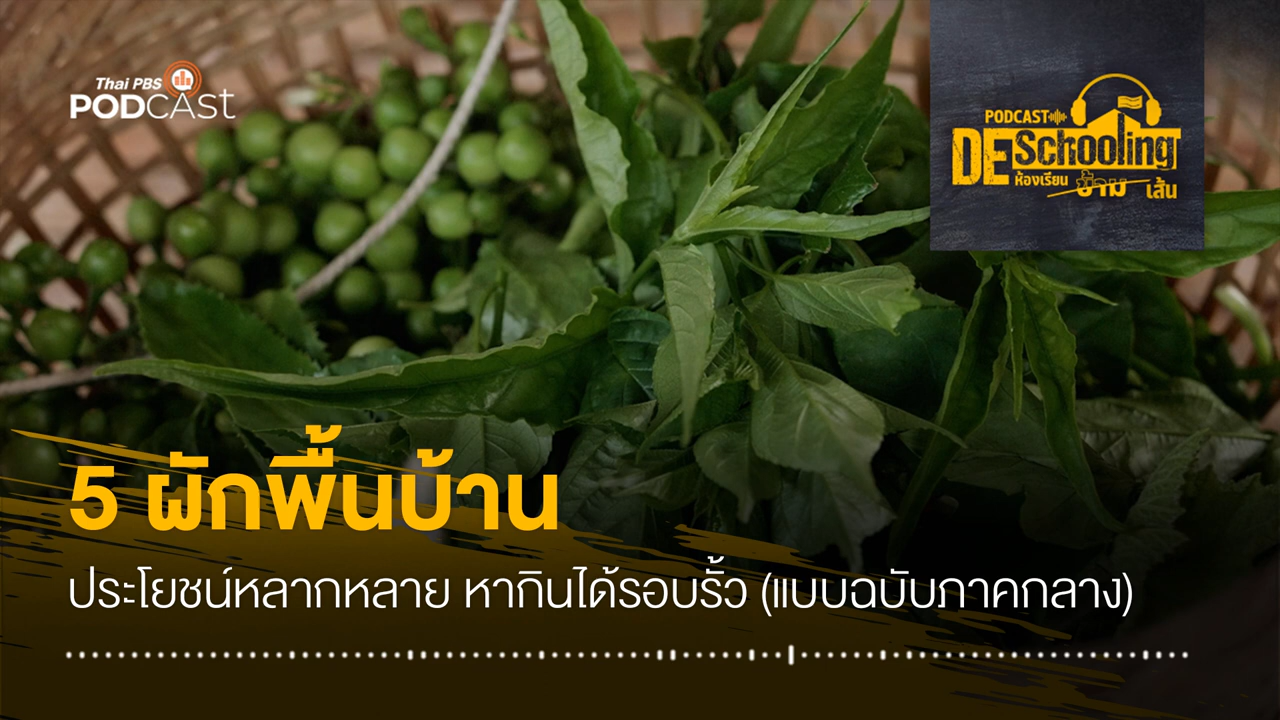 Thai PBS
PODCAST
PODCAST
DESchooling
ห้องเรียน ข้าม เส้น
5 ผักพื้นบ้าน
ประโยชน์หลากหลาย หากินได้รอบรั้ว (แบบฉบับภาคกลาง)